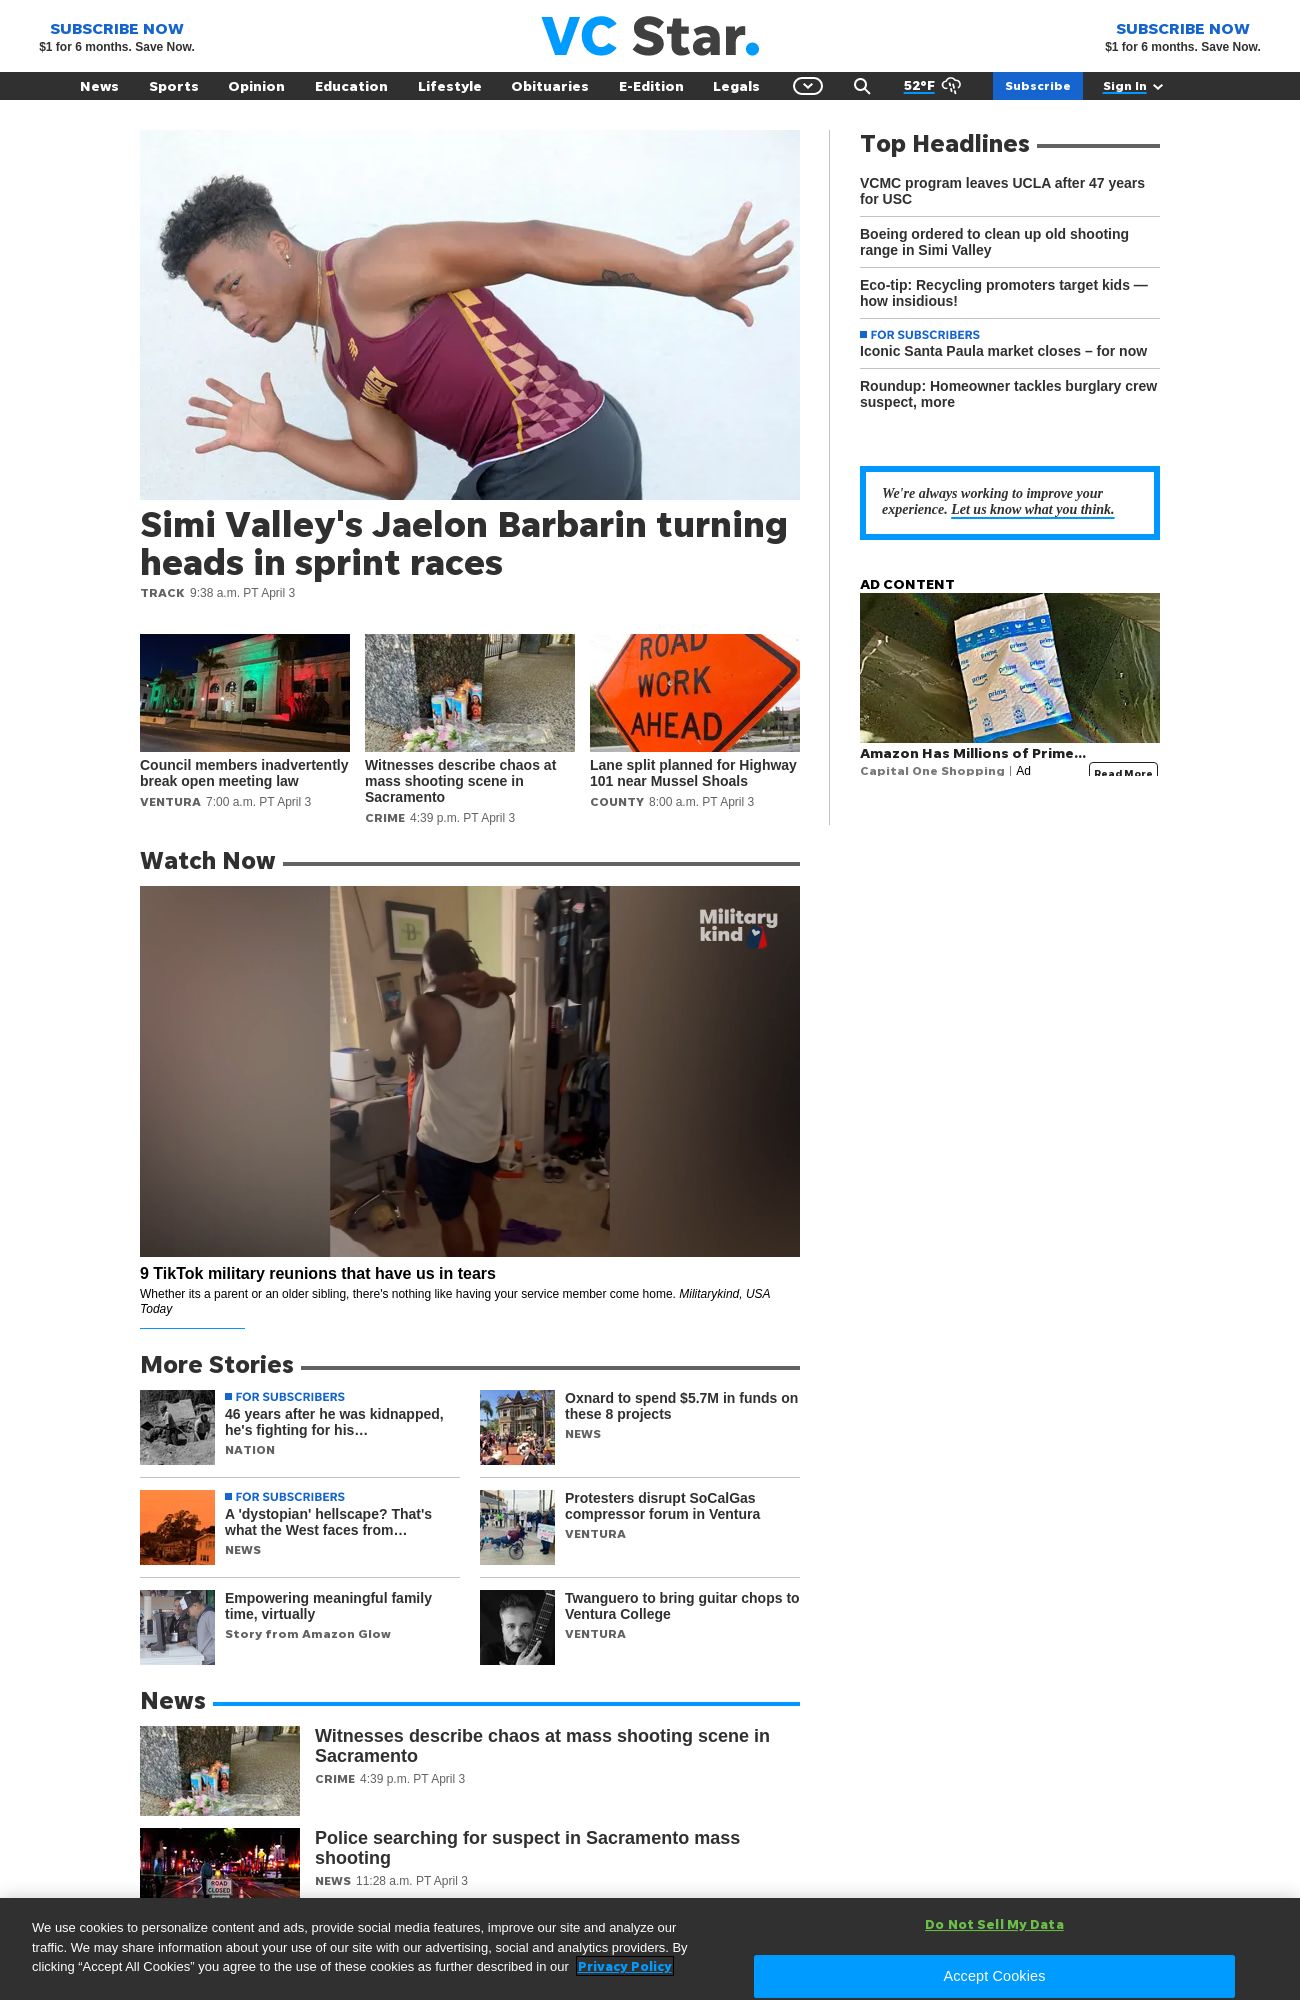 SUBSCRIBE NOW
$1 for 6 months. Save Now.
VC Star.
SUBSCRIBE NOW
$1 for 6 months. Save Now.
News Sports Opinion Education Lifestyle Obituaries E-Edition Legals 52°F Subscribe Sign In
Simi Valley's Jaelon Barbarin turning
heads in sprint races
TRACK 9:38 a.m. PT April 3
ROAD
WORK
AHEAD
Council members inadvertently
break open meeting law
VENTURA 7:00 a.m. PT April 3
Witnesses describe chaos at
mass shooting scene in
Sacramento
CRIME 4:39 p.m. PT April 3
Lane split planned for Highway
101 near Mussel Shoals
COUNTY 8:00 a.m. PT April 3
Top Headlines
VCMC program leaves UCLA after 47 years
for USC
Boeing ordered to clean up old shooting
range in Simi Valley
Eco-tip: Recycling promoters target kids —
how insidious!
FOR SUBSCRIBERS
Iconic Santa Paula market closes – for now
Roundup: Homeowner tackles burglary crew
suspect, more
We're always working to improve your
experience. Let us know what you think.
AD CONTENT
prime
Amazon Has Millions of Prime...
Capital One Shopping | Ad
Read More
Watch Now
Military
kind
9 TikTok military reunions that have us in tears
Whether its a parent or an older sibling, there's nothing like having your service member come home. Militarykind, USA
Today
More Stories
FOR SUBSCRIBERS
46 years after he was kidnapped,
he's fighting for his…
NATION
Oxnard to spend $5.7M in funds on
these 8 projects
NEWS
FOR SUBSCRIBERS
A 'dystopian' hellscape? That's
what the West faces from…
NEWS
Protesters disrupt SoCalGas
compressor forum in Ventura
VENTURA
Empowering meaningful family
time, virtually
Story from Amazon Glow
Twanguero to bring guitar chops to
Ventura College
VENTURA
News
Witnesses describe chaos at mass shooting scene in
Sacramento
CRIME 4:39 p.m. PT April 3
ROAD
CLOSED
Police searching for suspect in Sacramento mass
shooting
NEWS 11:28 a.m. PT April 3
We use cookies to personalize content and ads, provide social media features, improve our site and analyze our
traffic. We may share information about your use of our site with our advertising, social and analytics providers. By
clicking “Accept All Cookies” you agree to the use of these cookies as further described in our Privacy Policy
Do Not Sell My Data
Accept Cookies